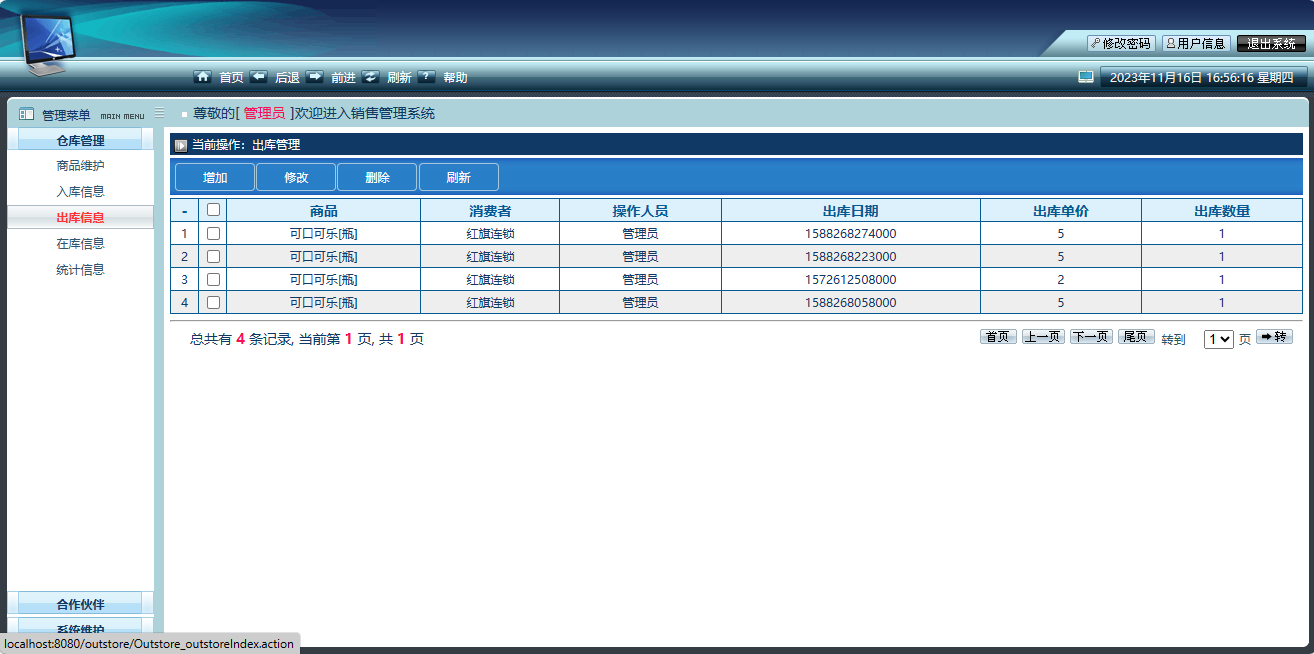 修改密码 用户信息 退出系统
首页 后退 前进 刷新 ? 帮助 2023年11月16日 16:56:16 星期四
管理菜单 MAIN MENU 尊敬的[ 管理员 ]欢迎进入销售管理系统
仓库管理
商品维护
入库信息
出库信息
在库信息
统计信息
合作伙伴
系统维护
当前操作：出库管理
增加 修改 删除 刷新
- 商品 消费者 操作人员 出库日期 出库单价 出库数量
1 可口可乐[瓶] 红旗连锁 管理员 1588268274000 5 1
2 可口可乐[瓶] 红旗连锁 管理员 1588268223000 5 1
3 可口可乐[瓶] 红旗连锁 管理员 1572612508000 2 1
4 可口可乐[瓶] 红旗连锁 管理员 1588268058000 5 1
总共有 4 条记录, 当前第 1 页, 共 1 页 首页 上一页 下一页 尾页 转到 1 页 转
localhost:8080/outstore/Outstore_outstoreIndex.action